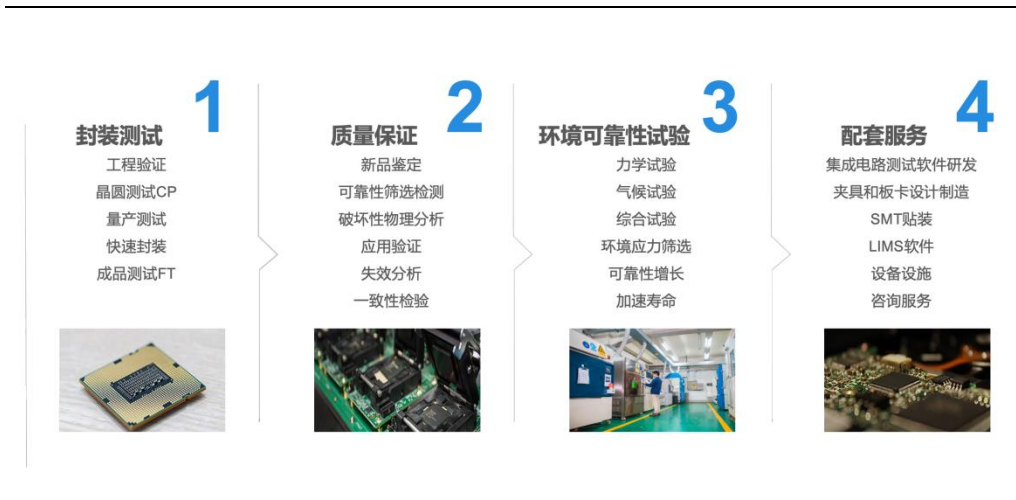 1
封装测试
工程验证
晶圆测试CP
量产测试
快速封装
成品测试FT
2
质量保证
新品鉴定
可靠性筛选检测
破坏性物理分析
应用验证
失效分析
一致性检验
3
环境可靠性试验
力学试验
气候试验
综合试验
环境应力筛选
可靠性增长
加速寿命
4
配套服务
集成电路测试软件研发
夹具和板卡设计制造
SMT贴装
LIMS软件
设备设施
咨询服务